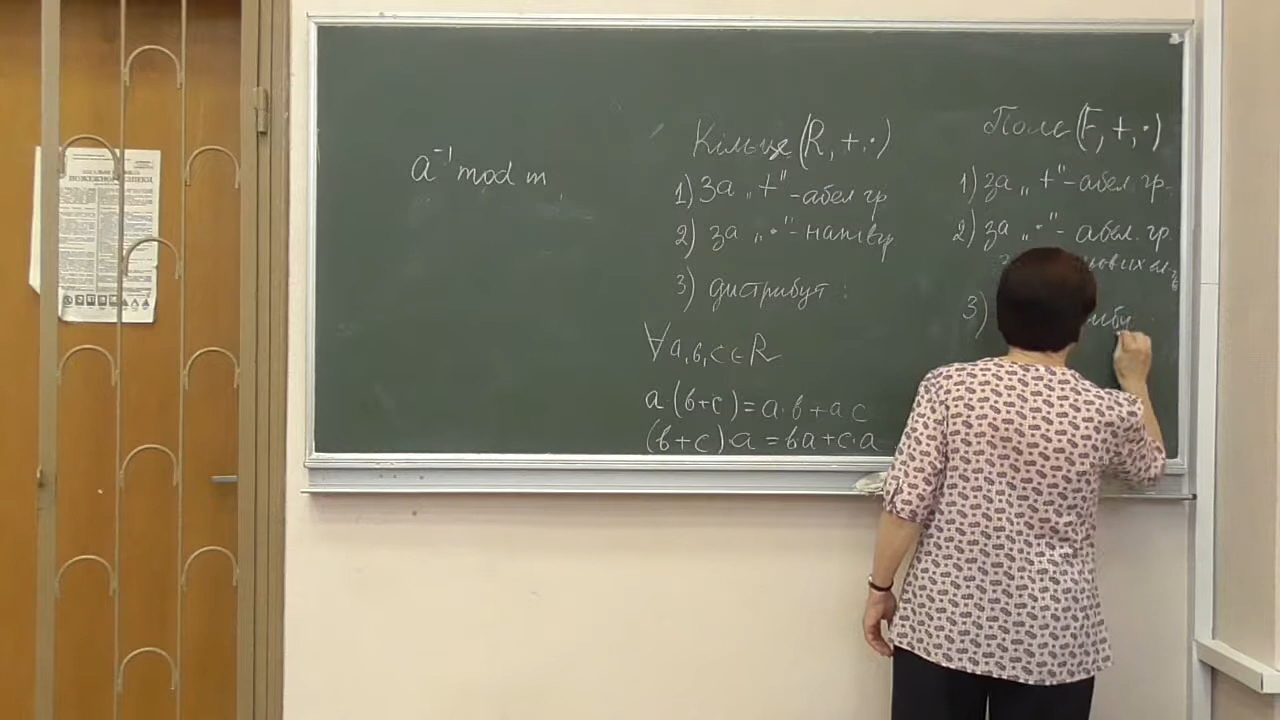 a⁻¹ mod m
Кільце (R, +, ·)
1) За „+" - абел гр
2) за „·" - напівгр
3) дистрибут :
∀ a, b, c ∈ R
a·(b+c) = a·b + ac
(b+c)·a = ba + c·a
Поле (F, +, ·)
1) за „+" - абел. гр.
2) за „·" - абел. гр.
3)